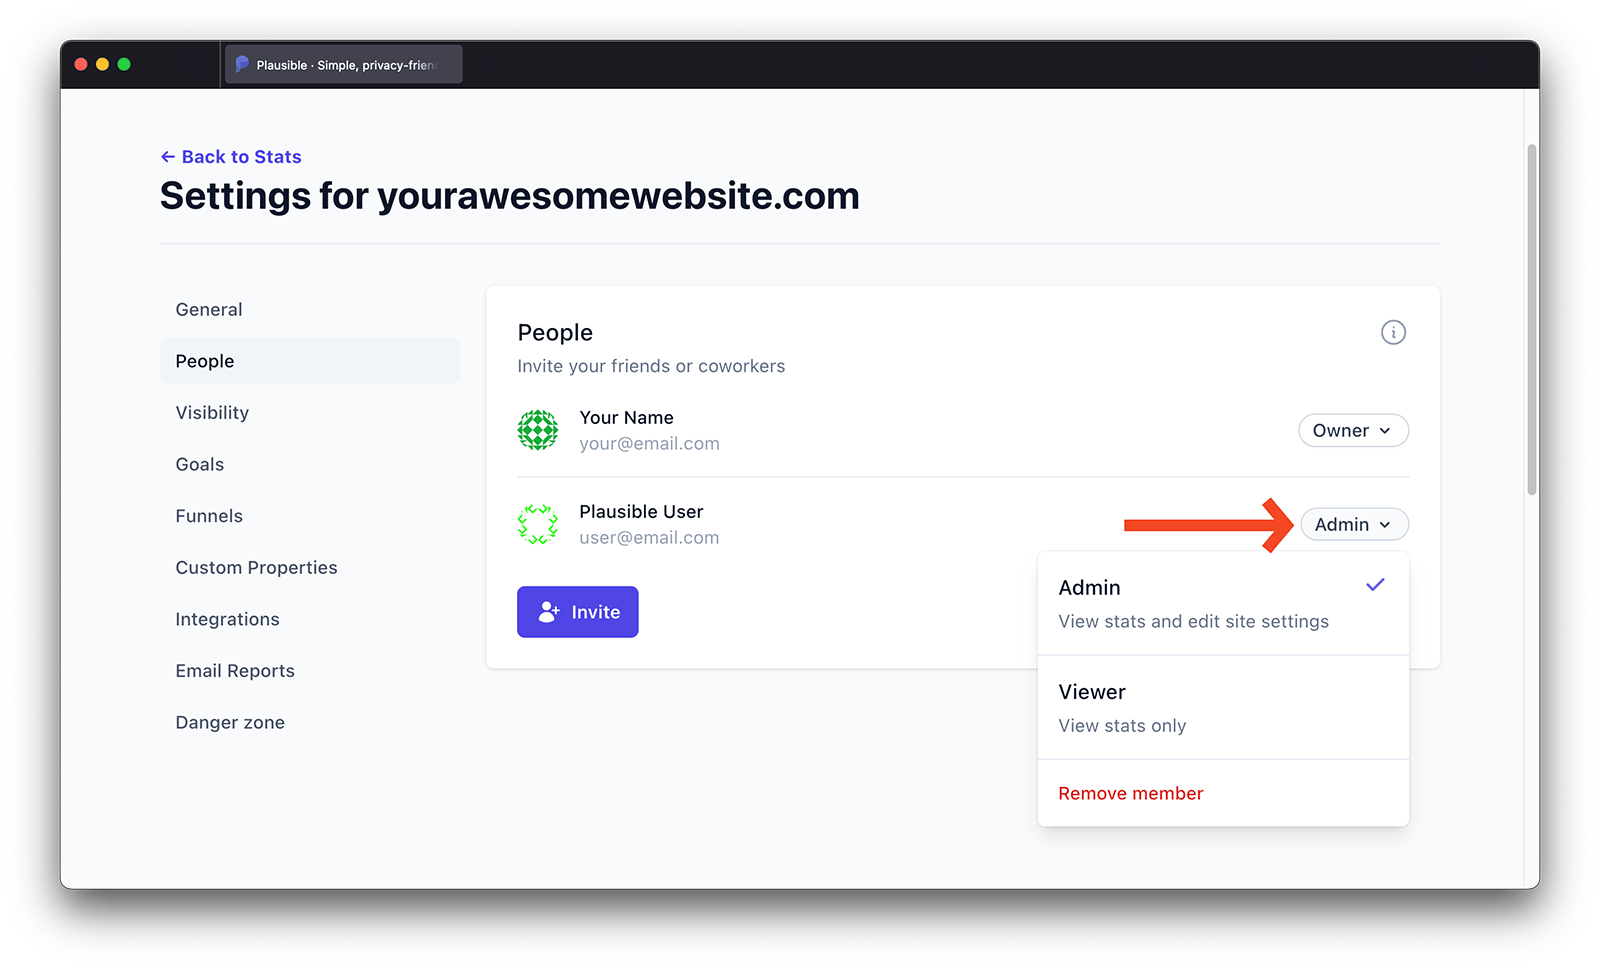 Plausible · Simple, privacy-frien
← Back to Stats
Settings for yourawesomewebsite.com
General
People
Visibility
Goals
Funnels
Custom Properties
Integrations
Email Reports
Danger zone
People
Invite your friends or coworkers
Your Name
your@email.com
Owner
Plausible User
user@email.com
Admin
Invite
Admin
View stats and edit site settings
Viewer
View stats only
Remove member